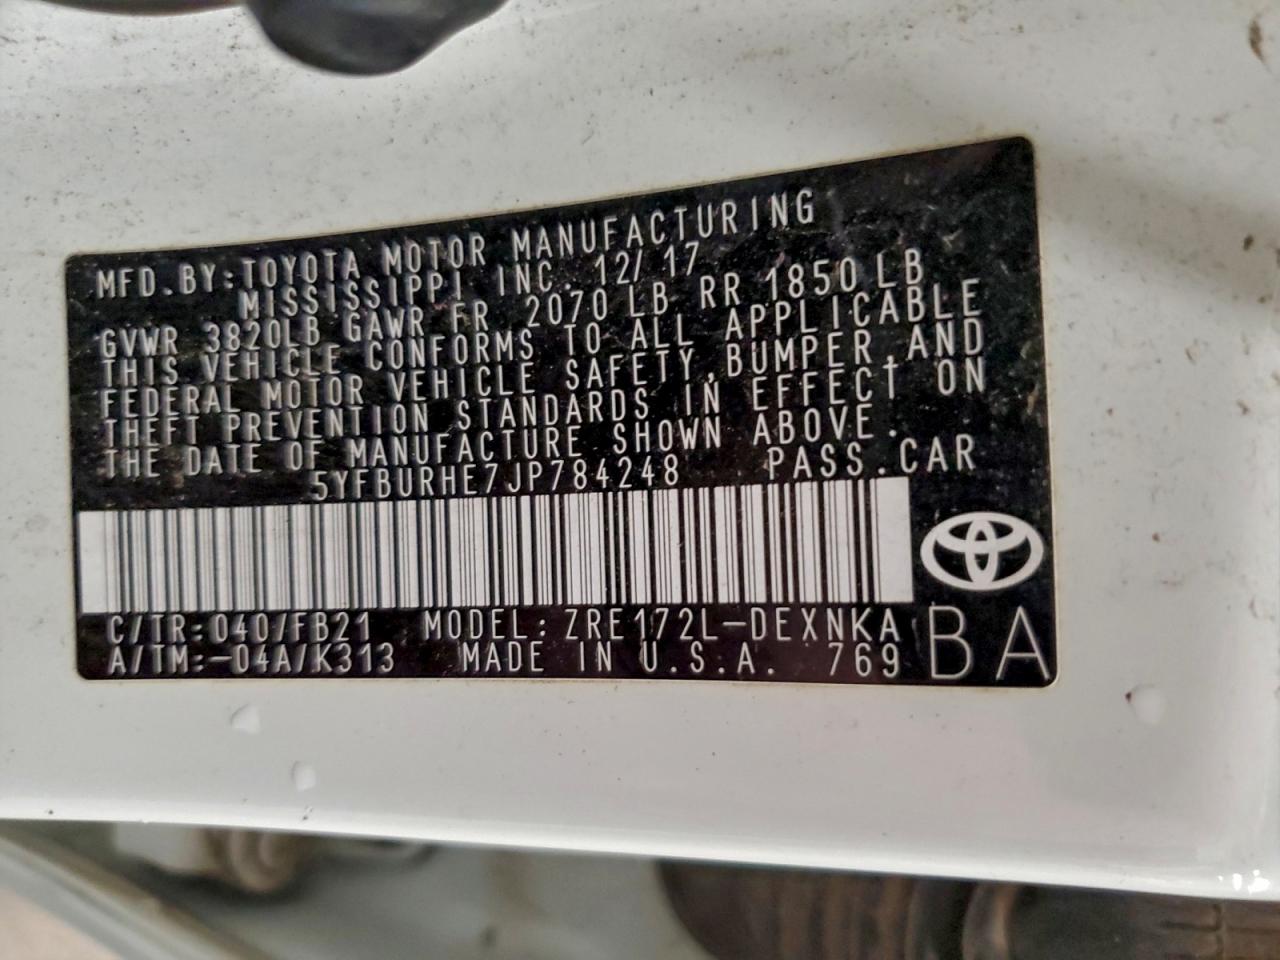 MFD. BY: TOYOTA MOTOR MANUFACTURING
MISSISSIPPI INC. 12/17
GVWR 3820LB GAWR FR 2070 LB RR 1850 LB
THIS VEHICLE CONFORMS TO ALL APPLICABLE
FEDERAL MOTOR VEHICLE SAFETY, BUMPER, AND
THEFT PREVENTION STANDARDS IN EFFECT ON
THE DATE OF MANUFACTURE SHOWN ABOVE.
5YFBURHE7JP784248 PASS. CAR
C/TR: 040/FB21 MODEL: ZRE172L-DEXNKA
A/TM: -04A/K313 MADE IN U.S.A. 769 BA